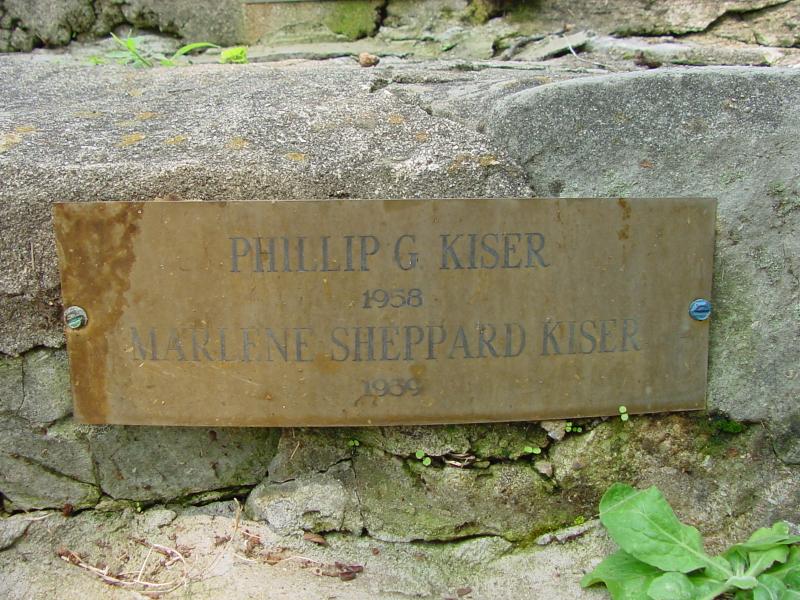 PHILLIP G. KISER
1958
MARLENE SHEPPARD KISER
1959